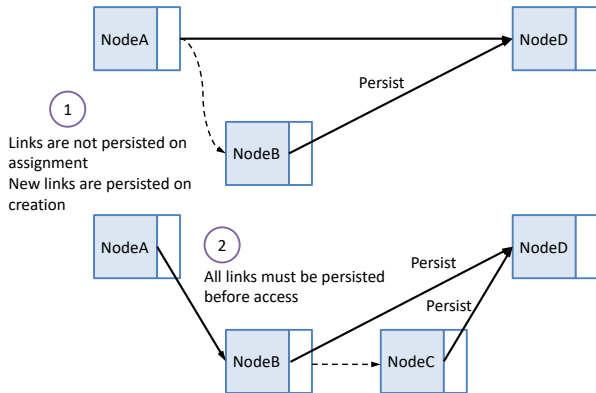 NodeA
NodeD
Persist
1
NodeB
Links are not persisted on
assignment
New links are persisted on
creation
NodeA
2
NodeD
All links must be persisted
before access
Persist
Persist
NodeB
NodeC